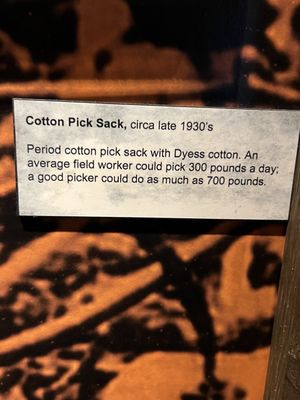 Cotton Pick Sack, circa late 1930's
Period cotton pick sack with Dyess cotton. An
average field worker could pick 300 pounds a day;
a good picker could do as much as 700 pounds.